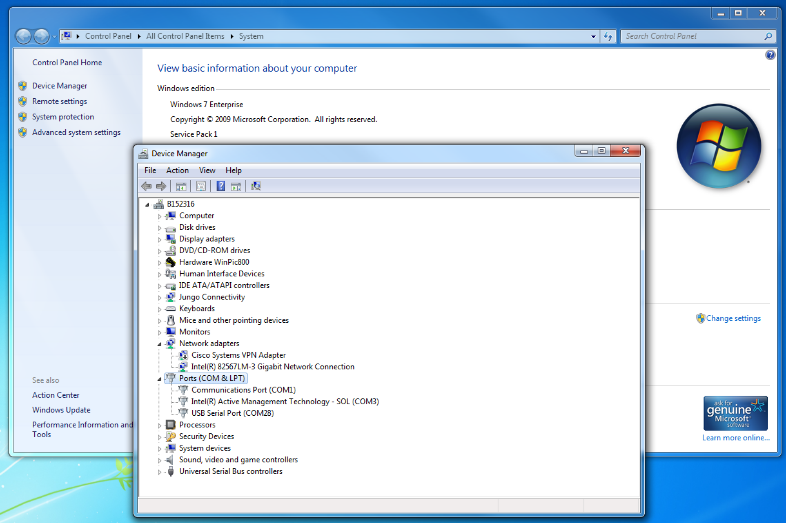 Control Panel
All Control Panel Items
System
Search Control Panel
Control Panel Home
Device Manager
Remote settings
System protection
Advanced system settings
View basic information about your computer
Windows edition
Windows 7 Enterprise
Copyright © 2009 Microsoft Corporation. All rights reserved.
Service Pack 1
Device Manager
File Action View Help
B152316
Computer
Disk drives
Display adapters
DVD/CD-ROM drives
Hardware WinPic800
Human Interface Devices
IDE ATA/ATAPI controllers
Jungo Connectivity
Keyboards
Mice and other pointing devices
Monitors
Network adapters
Cisco Systems VPN Adapter
Intel(R) 82567LM-3 Gigabit Network Connection
Ports (COM & LPT)
Communications Port (COM1)
Intel(R) Active Management Technology - SOL (COM3)
USB Serial Port (COM28)
Processors
Security Devices
System devices
Sound, video and game controllers
Universal Serial Bus controllers
Change settings
See also
Action Center
Windows Update
Performance Information and
Tools
ask for
genuine
Microsoft
software
Learn more online...